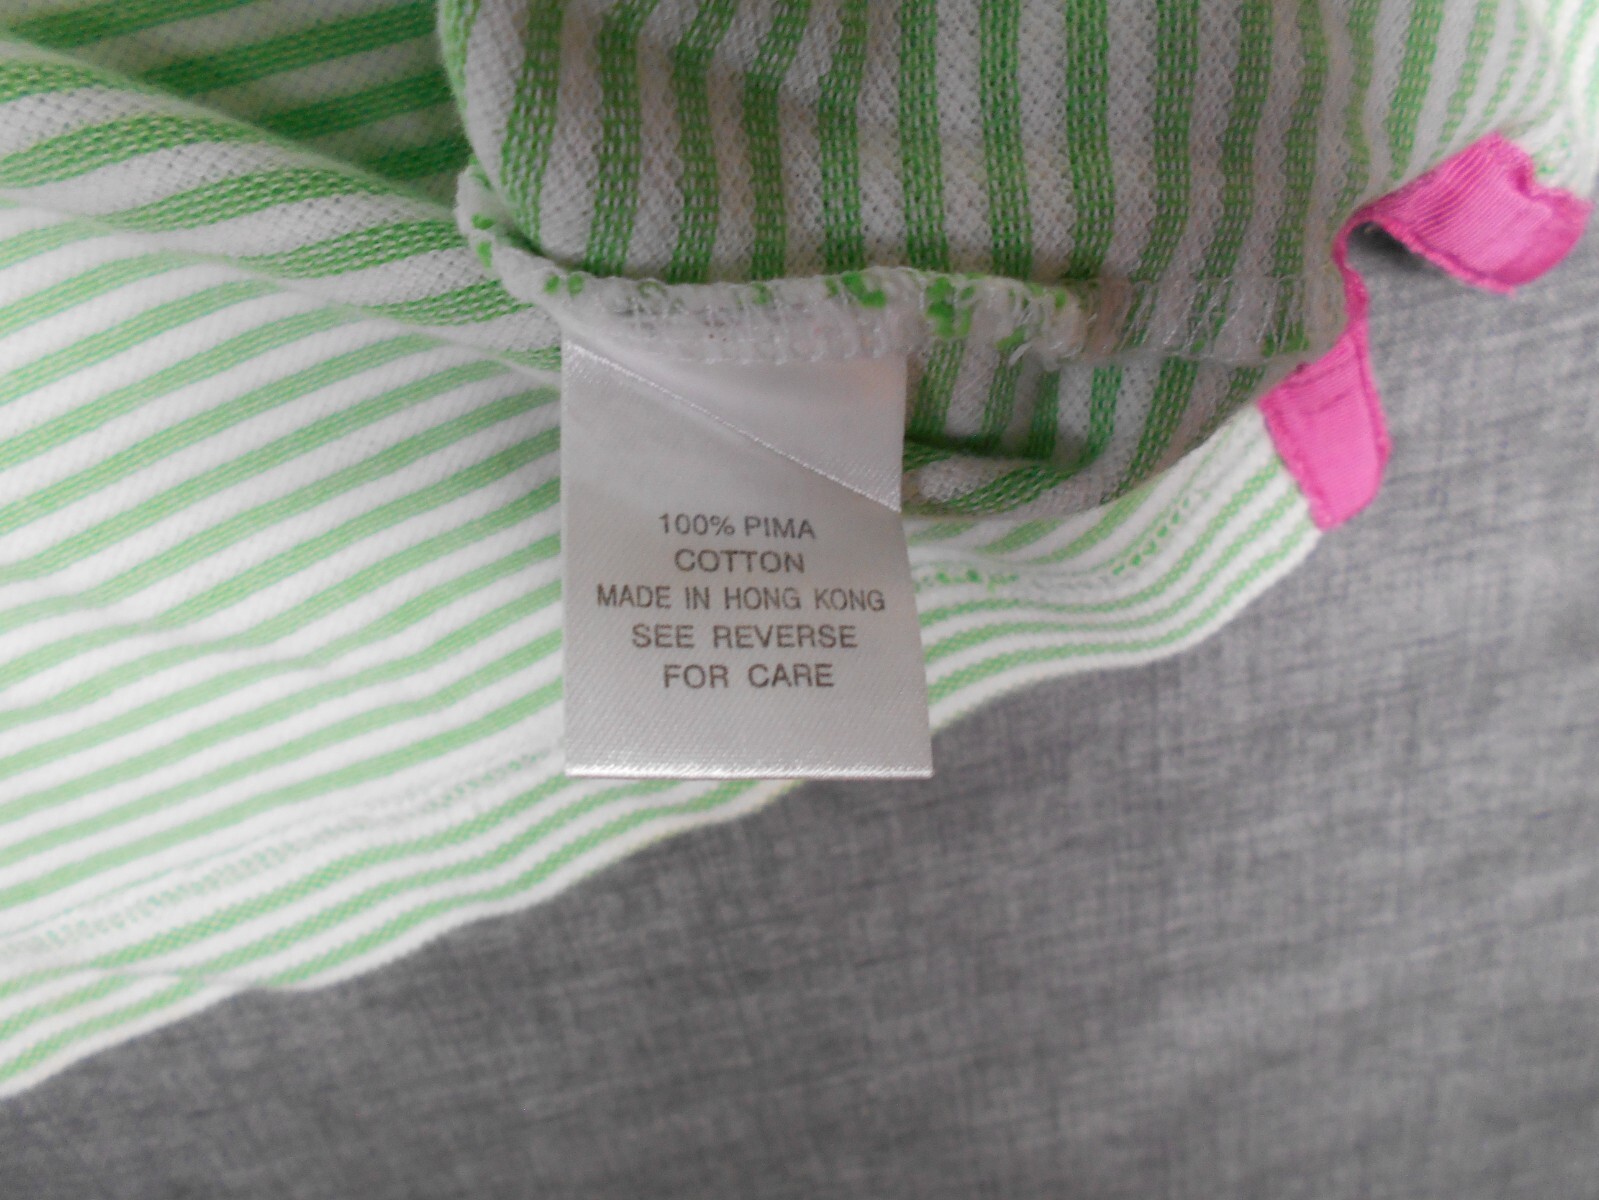 100% PIMA
COTTON
MADE IN HONG KONG
SEE REVERSE
FOR CARE